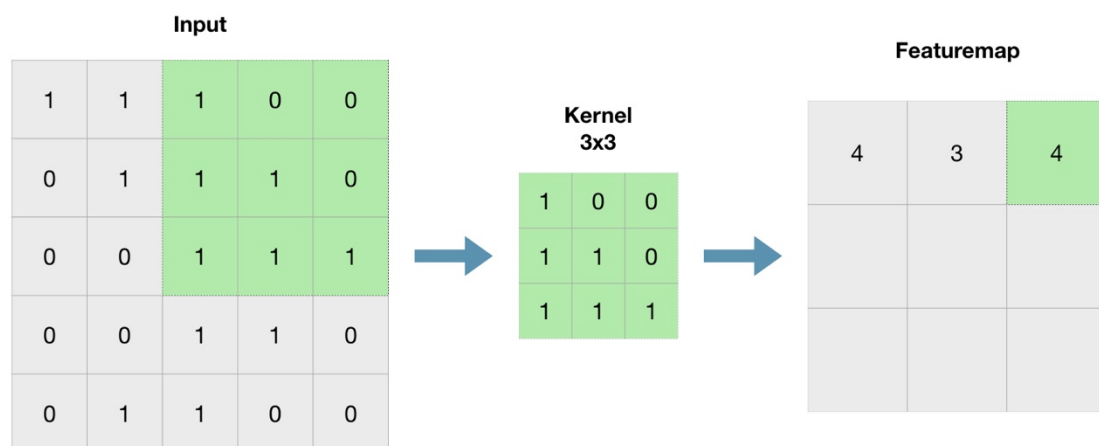 Input
1 1 1 0 0
0 1 1 1 0
0 0 1 1 1
0 0 1 1 0
0 1 1 0 0
Kernel
3x3
1 0 0
1 1 0
1 1 1
Featuremap
4 3 4